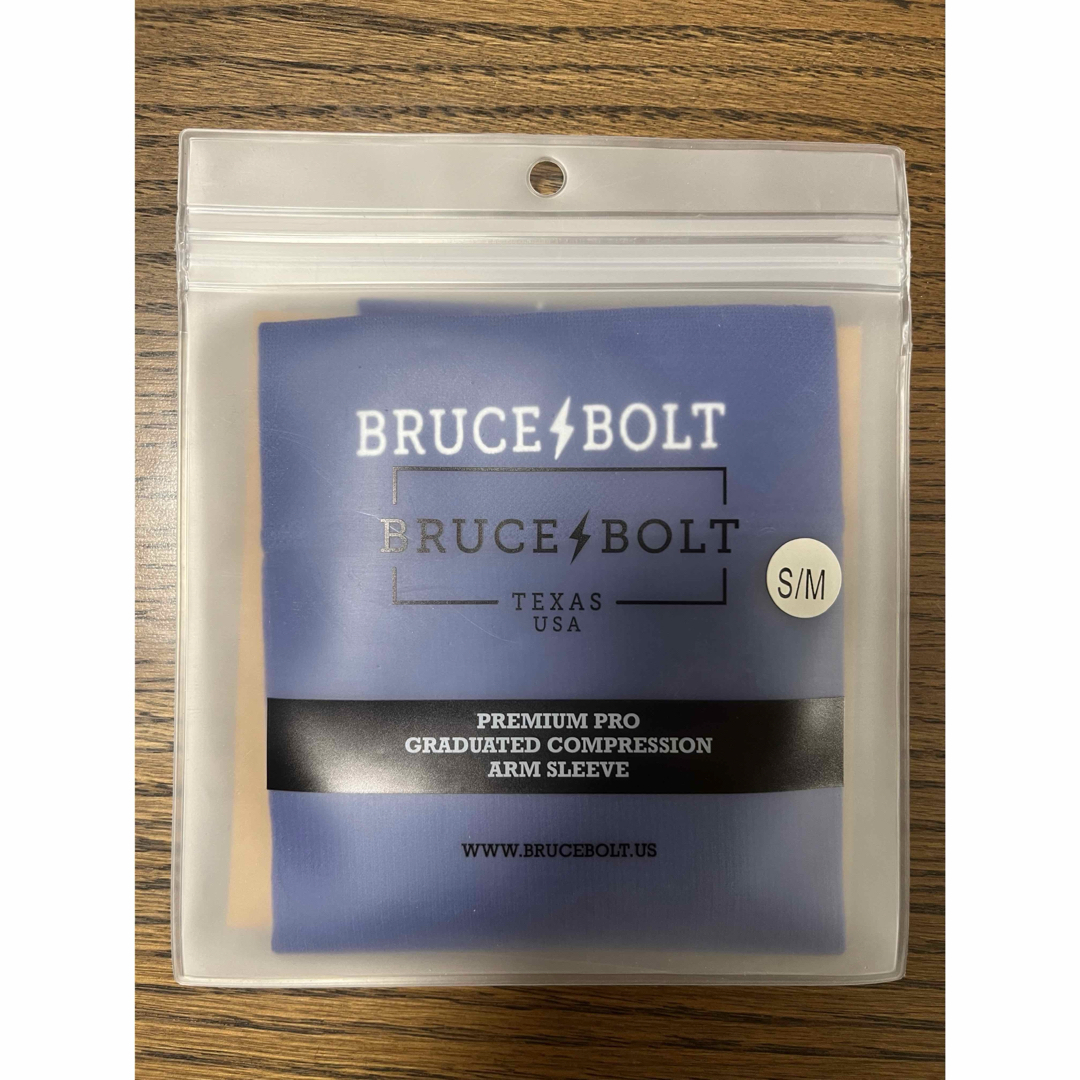 BRUCE BOLT
BRUCE BOLT
TEXAS
USA
S/M
PREMIUM PRO
GRADUATED COMPRESSION
ARM SLEEVE
WWW.BRUCEBOLT.US